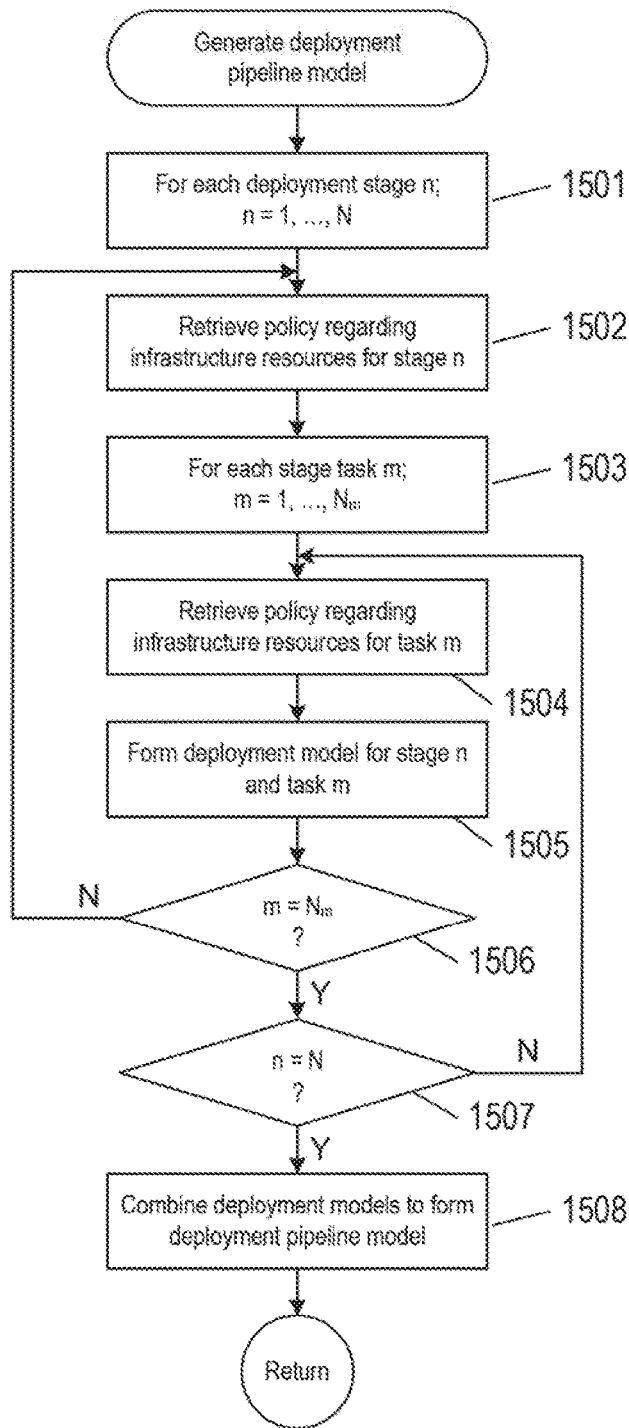 Generate deployment
pipeline model
For each deployment stage n;
n = 1, …, N
1501
Retrieve policy regarding
infrastructure resources for stage n
1502
For each stage task m;
m = 1, …, Nₘ
1503
Retrieve policy regarding
infrastructure resources for task m
1504
Form deployment model for stage n
and task m
1505
N
m = Nₘ
?
1506
Y
n = N
?
N
1507
Y
Combine deployment models to form
deployment pipeline model
1508
Return